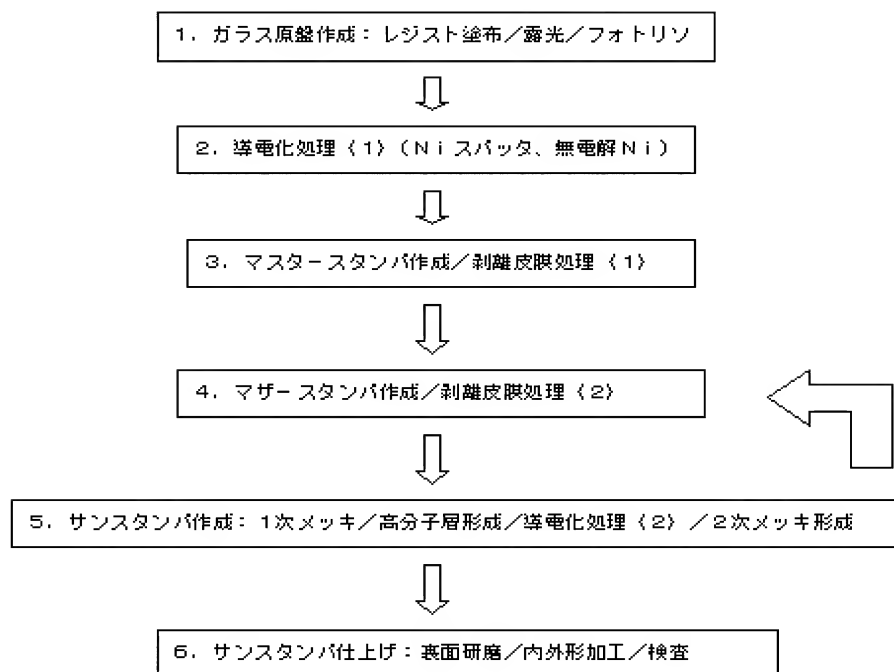 1. ガラス原盤作成：レジスト塗布／露光／フォトリソ
2. 導電化処理〈1〉（Ｎｉスパッタ、無電解Ｎｉ）
3. マスタースタンパ作成／剥離皮膜処理〈1〉
4. マザースタンパ作成／剥離皮膜処理〈2〉
5. サンスタンパ作成：1次メッキ／高分子層形成／導電化処理〈2〉／2次メッキ形成
6. サンスタンパ仕上げ：裏面研磨／内外形加工／検査